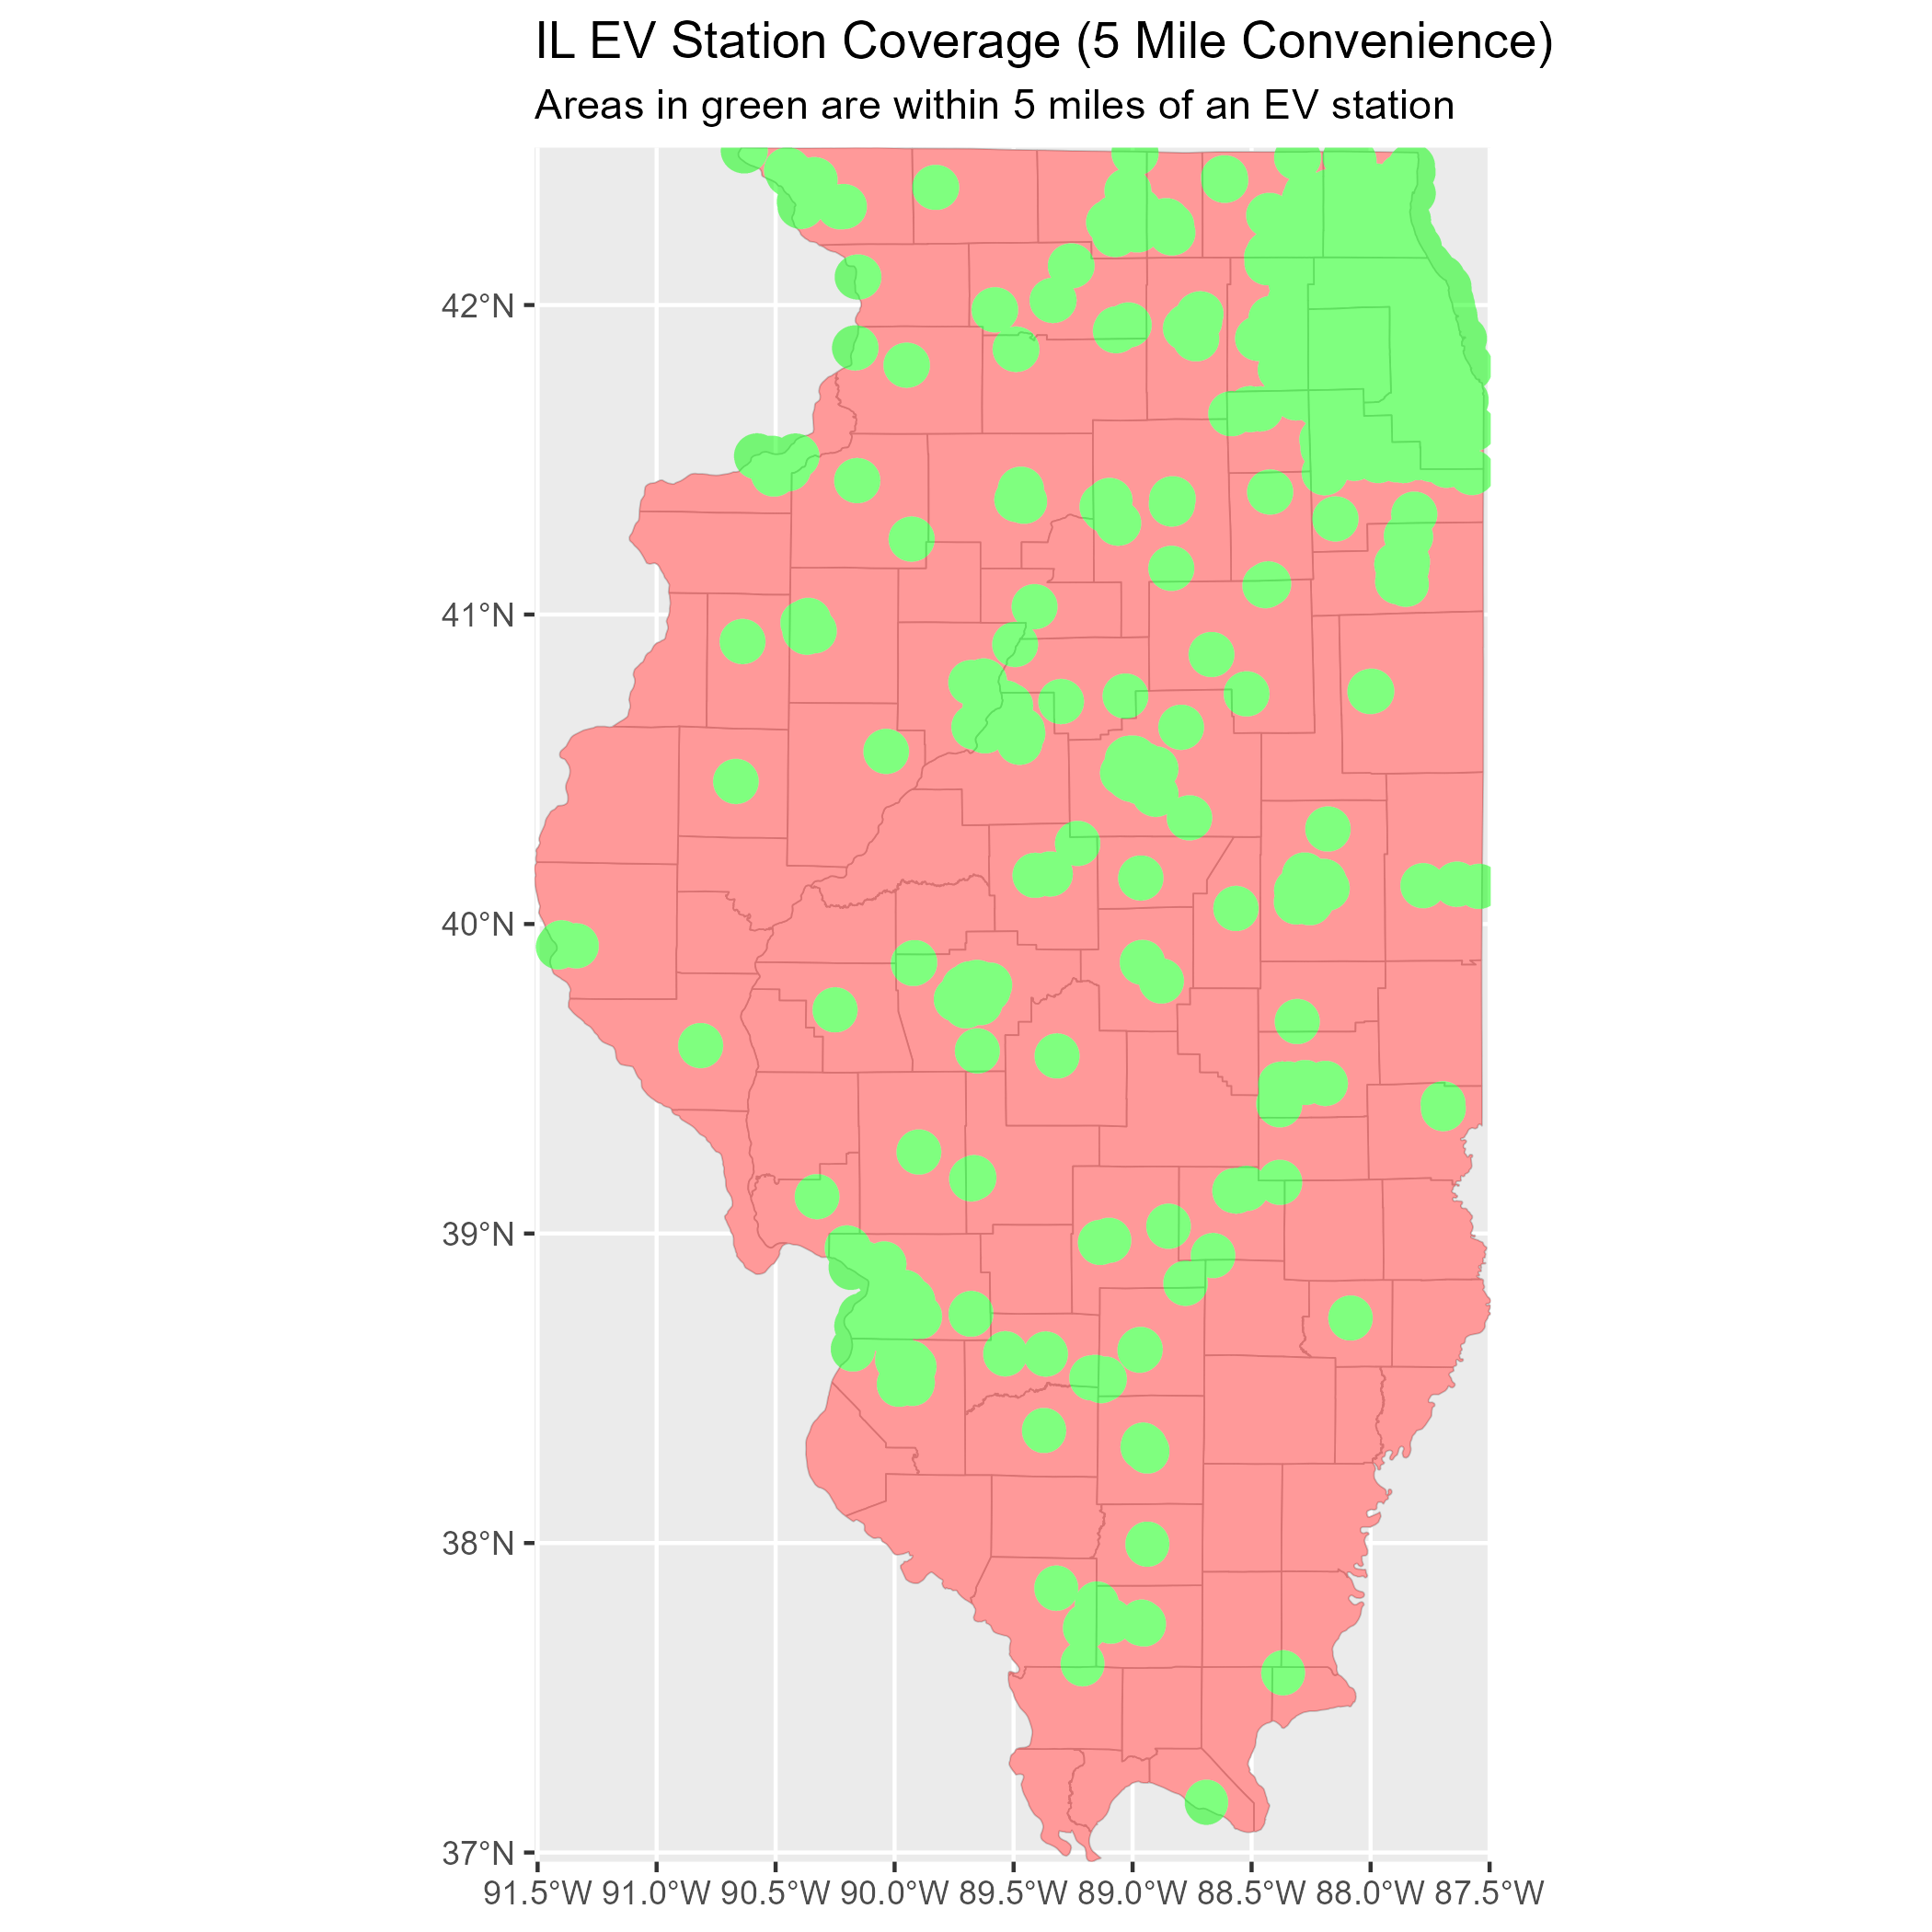 IL EV Station Coverage (5 Mile Convenience)
Areas in green are within 5 miles of an EV station
42°N
41°N
40°N
39°N
38°N
37°N
91.5°W 91.0°W 90.5°W 90.0°W 89.5°W 89.0°W 88.5°W 88.0°W 87.5°W